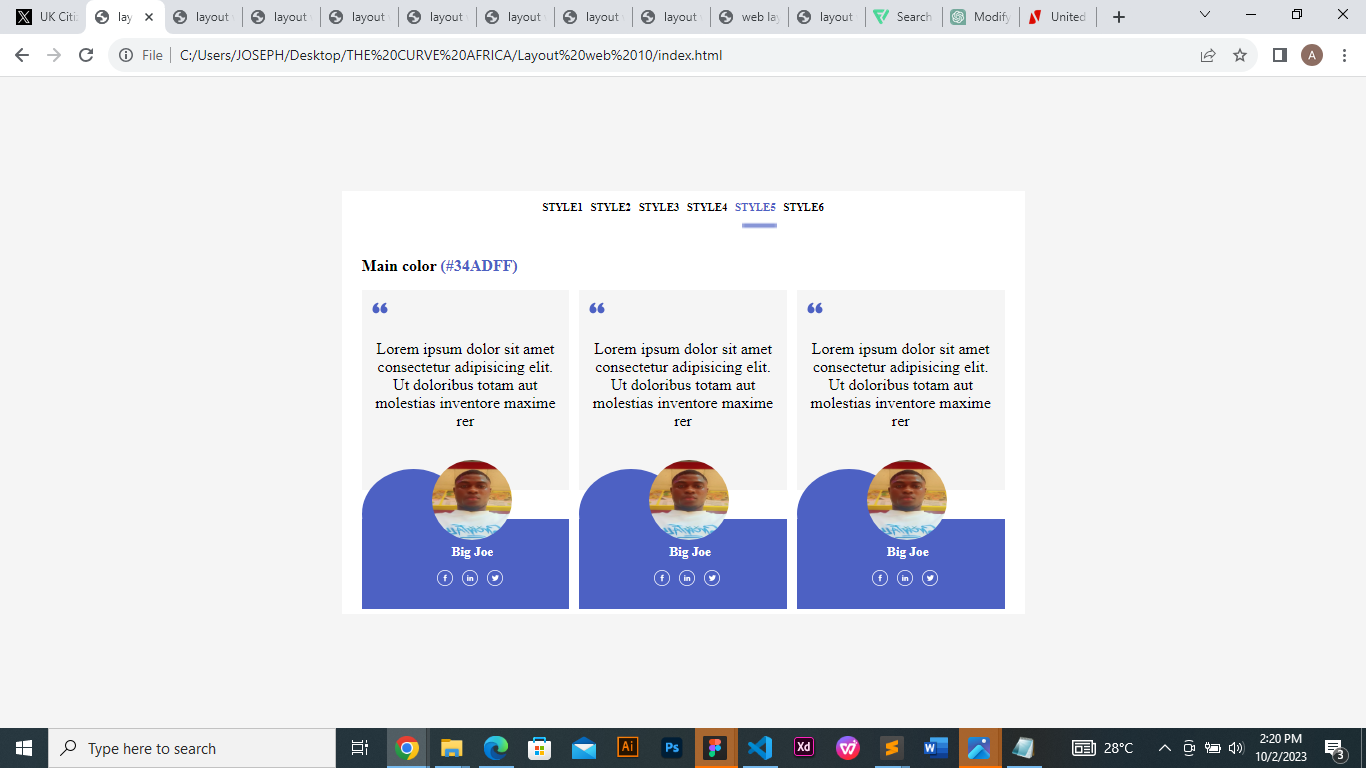 UK Citi
lay
layout
layout
layout
layout
layout
layout
layout
web lay
layout
Search
Modify
United
File
C:/Users/JOSEPH/Desktop/THE%20CURVE%20AFRICA/Layout%20web%2010/index.html
A
STYLE1 STYLE2 STYLE3 STYLE4 STYLE5 STYLE6
Main color (#34ADFF)
“
Lorem ipsum dolor sit amet
consectetur adipisicing elit.
Ut doloribus totam aut
molestias inventore maxime
rer
Big Joe
f in
“
Lorem ipsum dolor sit amet
consectetur adipisicing elit.
Ut doloribus totam aut
molestias inventore maxime
rer
Big Joe
f in
“
Lorem ipsum dolor sit amet
consectetur adipisicing elit.
Ut doloribus totam aut
molestias inventore maxime
rer
Big Joe
f in
Type here to search
Ai
Ps
Xd
W
28°C
2:20 PM
10/2/2023
3